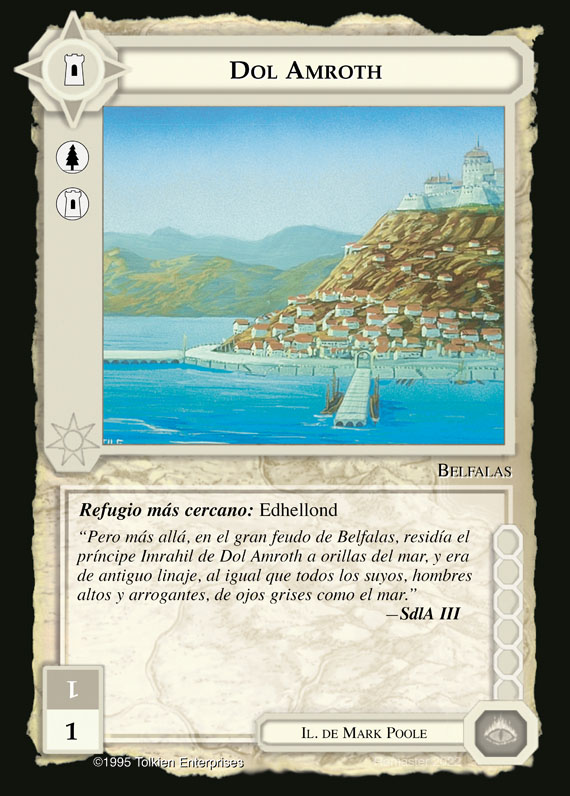 Dol Amroth
Belfalas
Refugio más cercano: Edhellond
“Pero más allá, en el gran feudo de Belfalas, residía el
príncipe Imrahil de Dol Amroth a orillas del mar, y era
de antiguo linaje, al igual que todos los suyos, hombres
altos y arrogantes, de ojos grises como el mar.”
—SdlA III
1
1
Il. de Mark Poole
©1995 Tolkien Enterprises